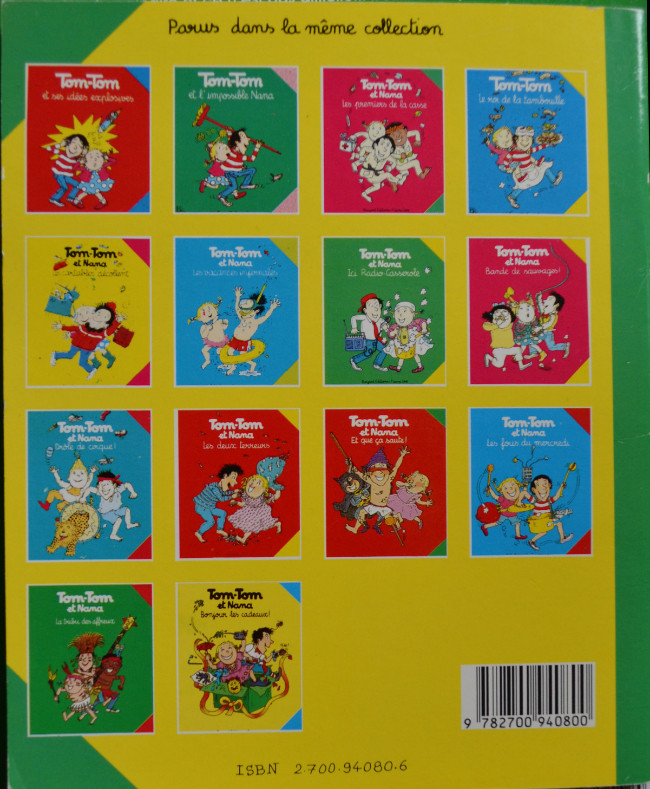 Parus dans la même collection
Tom-Tom
et ses idées explosives
Tom-Tom
et l'impossible Nana
Tom-Tom
et Nana
Les premiers de la casse
Tom-Tom
et Nana
Le roi de la tambouille
Tom-Tom
et Nana
Les cartables décollent
Tom-Tom
et Nana
Les vacances infernales
Tom-Tom
et Nana
La Radio-Casserole
Tom-Tom
et Nana
Bande de sauvages!
Tom-Tom
et Nana
Drôle de cirque!
Tom-Tom
et Nana
Les deux terreurs
Tom-Tom
et Nana
Et que ça saute!
Tom-Tom
et Nana
Les fous du mercredi
Tom-Tom
et Nana
La tribu des affreux
Tom-Tom
et Nana
Bonjour les cadeaux!
9 782700 940800
ISBN 2.700.94080.6